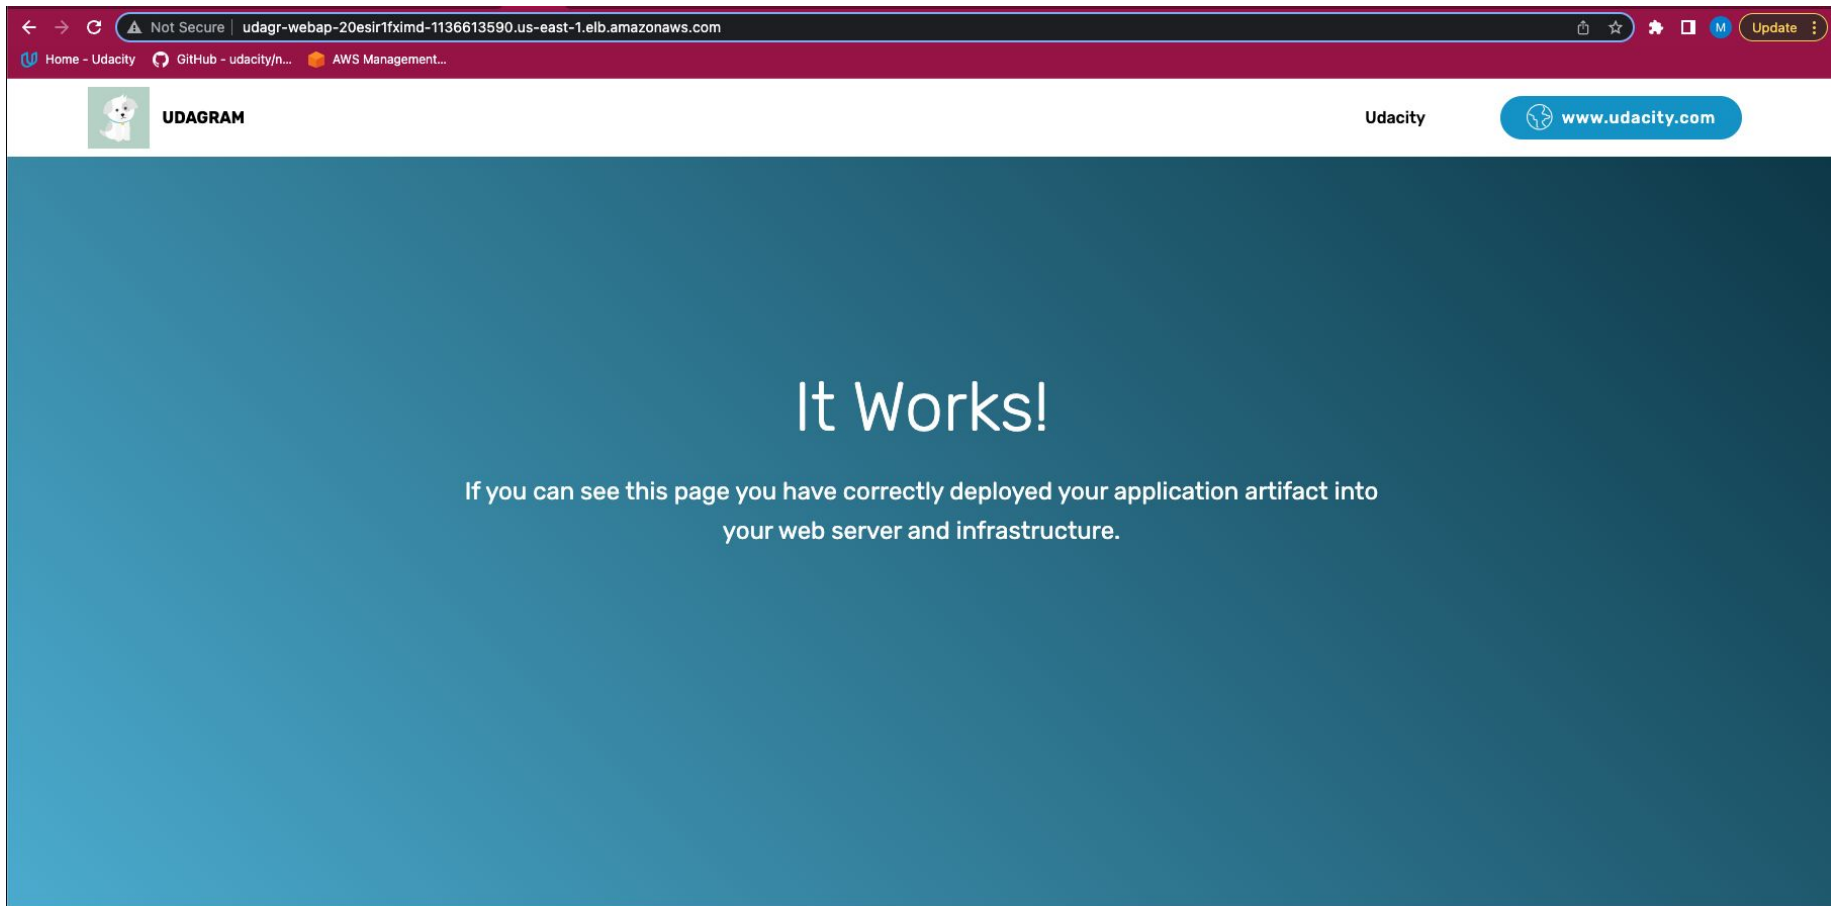 Not Secure | udagr-webap-20esir1fximd-1136613590.us-east-1.elb.amazonaws.com
M
Update
Home - Udacity
GitHub - udacity/n...
AWS Management...
UDAGRAM
Udacity
www.udacity.com
It Works!
If you can see this page you have correctly deployed your application artifact into
your web server and infrastructure.